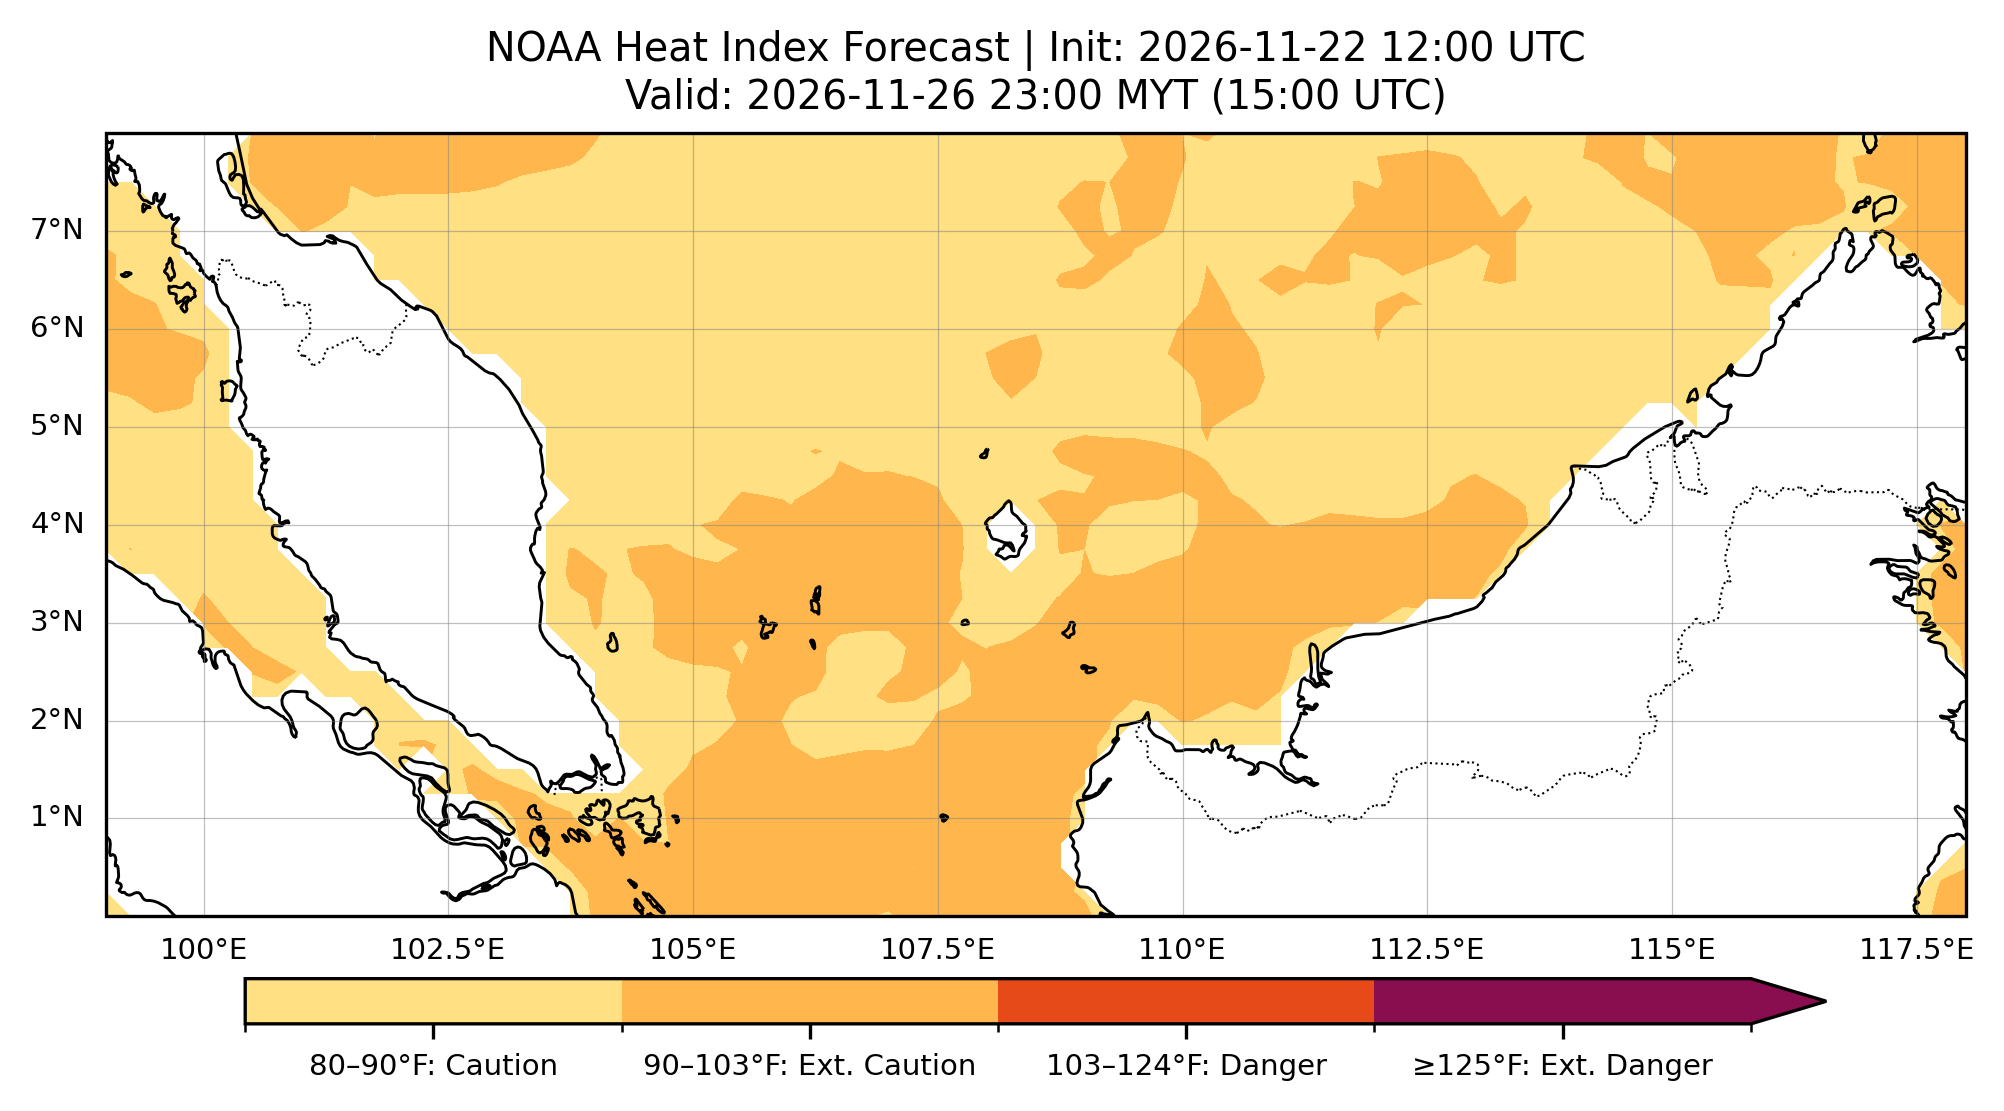 NOAA Heat Index Forecast | Init: 2026-11-22 12:00 UTC
Valid: 2026-11-26 23:00 MYT (15:00 UTC)
7°N
6°N
5°N
4°N
3°N
2°N
1°N
100°E 102.5°E 105°E 107.5°E 110°E 112.5°E 115°E 117.5°E
80–90°F: Caution 90–103°F: Ext. Caution 103–124°F: Danger ≥125°F: Ext. Danger